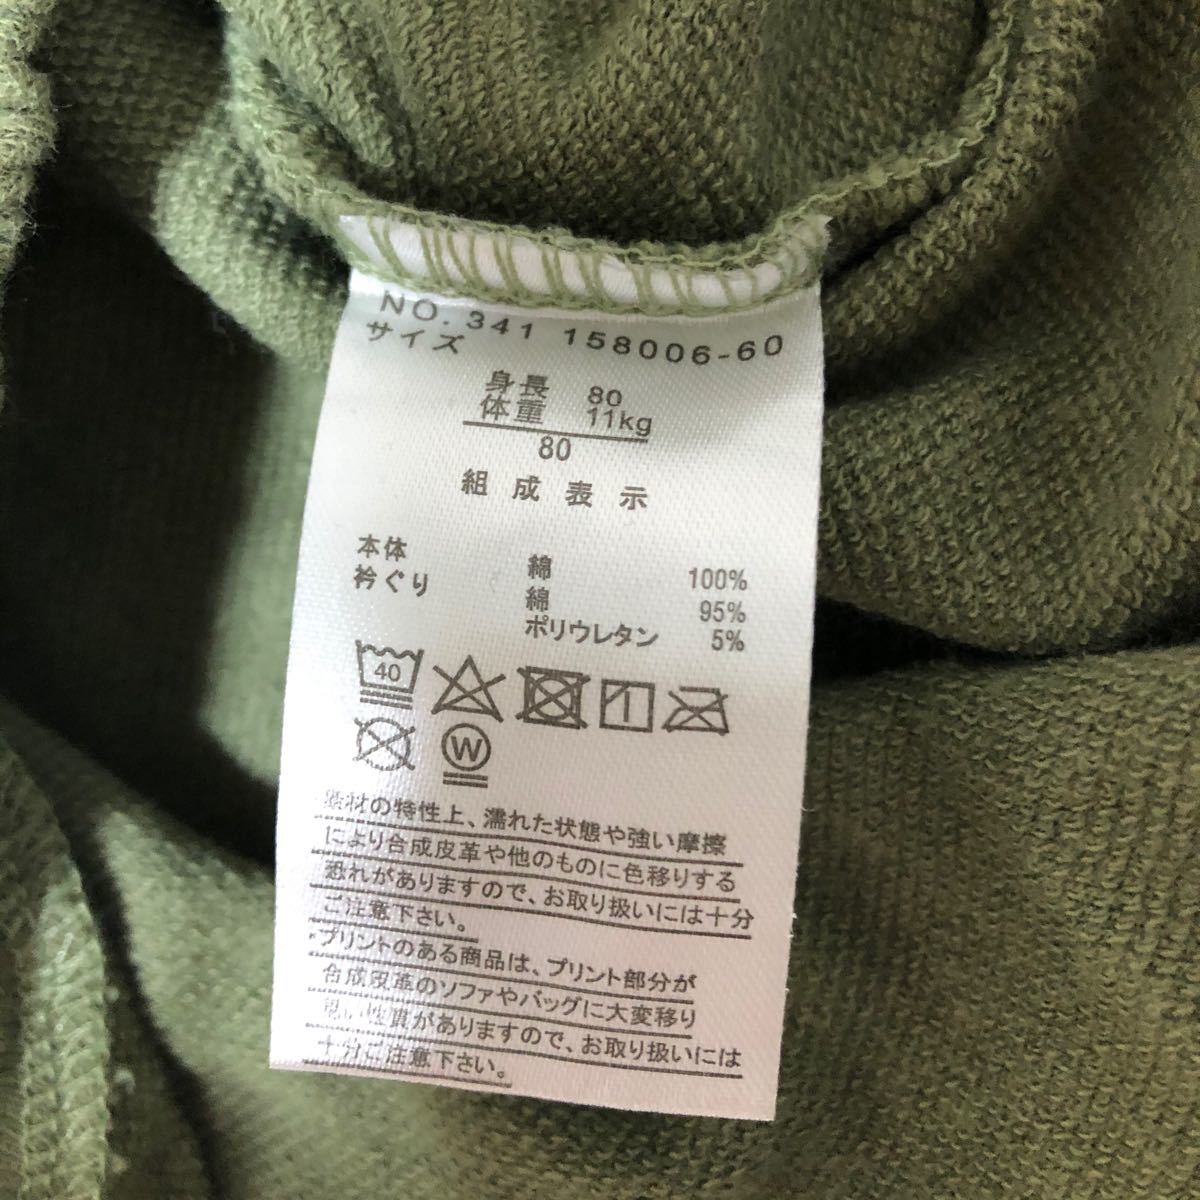 NO. 341 158006-60
サイズ
身長 80
体重 11kg
80
組成表示
本体 綿 100%
衿ぐり 綿 95%
ポリウレタン 5%
40
W
素材の特性上、濡れた状態や強い摩擦
により合成皮革や他のものに色移りする
恐れがありますので、お取り扱いには十分
ご注意下さい。
プリントのある商品は、プリント部分が
合成皮革のソファやバッグに大変移り
易い性質がありますので、お取り扱いには
十分ご注意下さい。